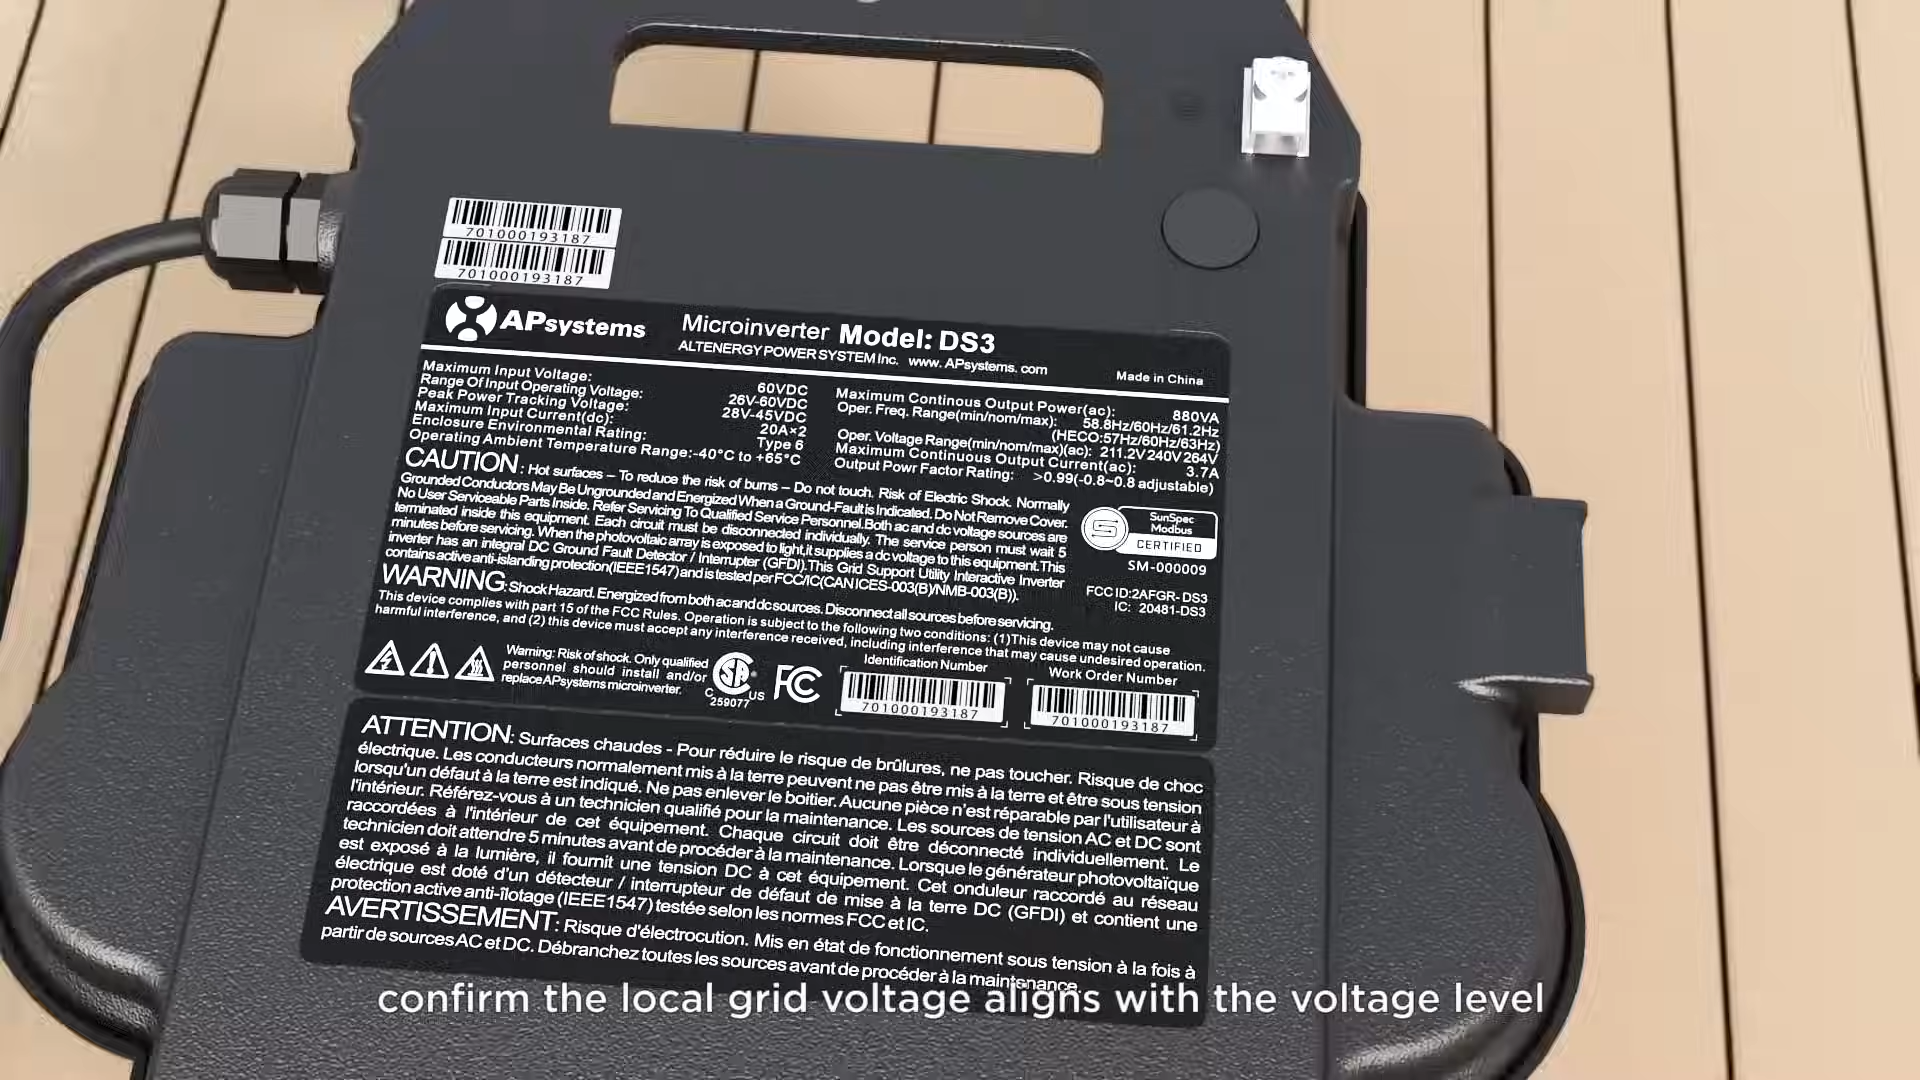 701000193187
701000193187
APsystems
Microinverter Model: DS3
ALTENERGY POWER SYSTEM Inc. www. APsystems. com
Made in China
Maximum Input Voltage: 60VDC
Range Of Input Operating Voltage: 26V-60VDC
Peak Power Tracking Voltage: 28V-45VDC
Maximum Input Current(dc): 20A×2
Enclosure Environmental Rating: Type 6
Operating Ambient Temperature Range:-40°C to +65°C
Maximum Continous Output Power(ac): 880VA
Oper. Freq. Range(min/nom/max): 58.8Hz/60Hz/61.2Hz
(HECO:57Hz/60Hz/63Hz)
Oper. Voltage Range(min/nom/max)(ac): 211.2V 240V 264V
Maximum Continuous Output Current(ac): 3.7A
Output Powr Factor Rating: >0.99(-0.8~0.8 adjustable)
CAUTION : Hot surfaces – To reduce the risk of burns – Do not touch. Risk of Electric Shock. Normally
Grounded Conductors May Be Ungrounded and Energized When a Ground-Fault is Indicated. Do Not Remove Cover.
No User Serviceable Parts Inside. Refer Servicing To Qualified Service Personnel. Both ac and dc voltage sources are
terminated inside this equipment. Each circuit must be disconnected individually. The service person must wait 5
minutes before servicing. When the photovoltaic array is exposed to light,it supplies a dc voltage to this equipment.This
inverter has an integral DC Ground Fault Detector / Interrupter (GFDI).This Grid Support Utility Interactive Inverter
contains active anti-islanding protection(IEEE1547) and is tested per FCC/IC(CAN ICES-003(B)/NMB-003(B)).
WARNING: Shock Hazard. Energized from both ac and dc sources. Disconnect all sources before servicing.
This device complies with part 15 of the FCC Rules. Operation is subject to the following two conditions: (1)This device may not cause
harmful interference, and (2) this device must accept any interference received, including interference that may cause undesired operation.
SunSpec
Modbus
CERTIFIED
SM-000009
FCC ID:2AFGR- DS3
IC: 20481-DS3
Warning: Risk of shock. Only qualified
personnel should install and/or
replace APsystems microinverter.
C US
259077
FC
Identification Number
701000193187
Work Order Number
701000193187
ATTENTION: Surfaces chaudes - Pour réduire le risque de brûlures, ne pas toucher. Risque de choc
électrique. Les conducteurs normalement mis à la terre peuvent ne pas être mis à la terre et être sous tension
lorsqu'un défaut à la terre est indiqué. Ne pas enlever le boitier. Aucune pièce n'est réparable par l'utilisateur à
l'intérieur. Référez-vous à un technicien qualifié pour la maintenance. Les sources de tension AC et DC sont
raccordées à l'intérieur de cet équipement. Chaque circuit doit être déconnecté individuellement. Le
technicien doit attendre 5 minutes avant de procéder à la maintenance. Lorsque le générateur photovoltaïque
est exposé à la lumière, il fournit une tension DC à cet équipement. Cet onduleur raccordé au réseau
électrique est doté d'un détecteur / interrupteur de défaut de mise à la terre DC (GFDI) et contient une
protection active anti-îlotage (IEEE1547) testée selon les normes FCC et IC.
AVERTISSEMENT: Risque d'électrocution. Mis en état de fonctionnement sous tension à la fois à
partir de sources AC et DC. Débranchez toutes les sources avant de procéder à la maintenance.
confirm the local grid voltage aligns with the voltage level